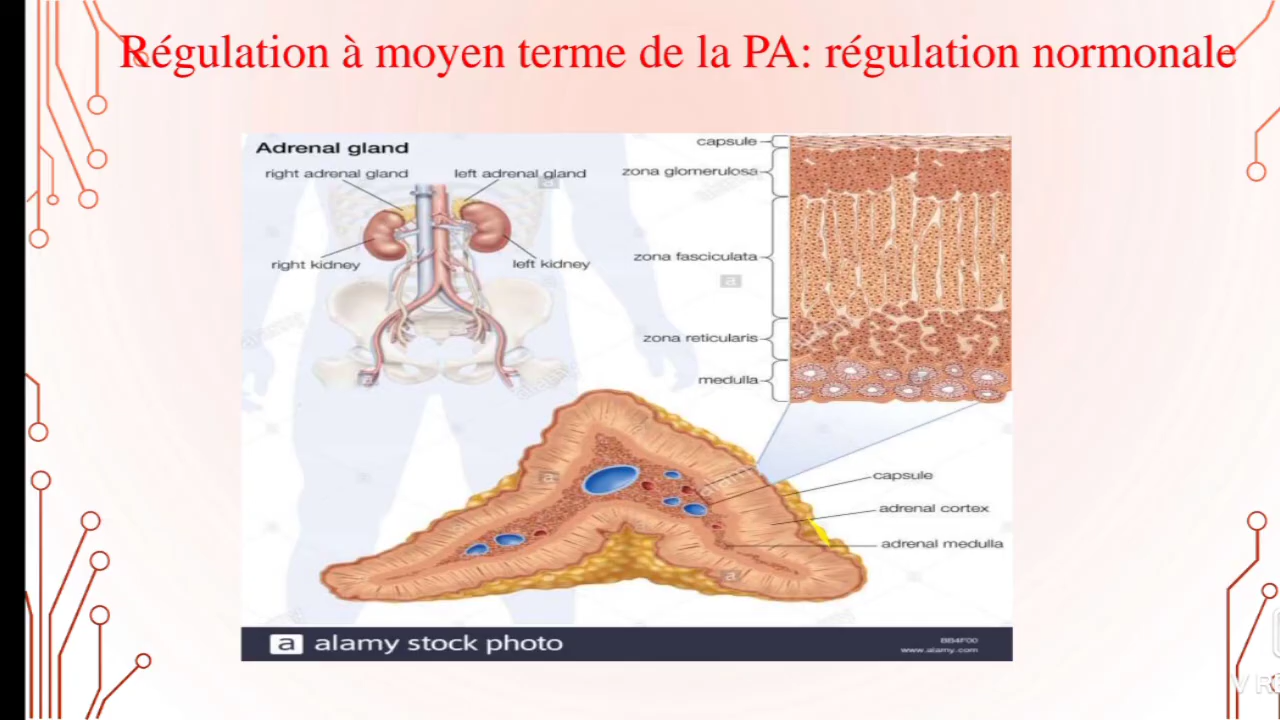 Régulation à moyen terme de la PA: régulation normonale
Adrenal gland
right adrenal gland
left adrenal gland
right kidney
left kidney
capsule
zona glomerulosa
zona fasciculata
zona reticularis
medulla
capsule
adrenal cortex
adrenal medulla
a alamy stock photo
BB4F00
www.alamy.com